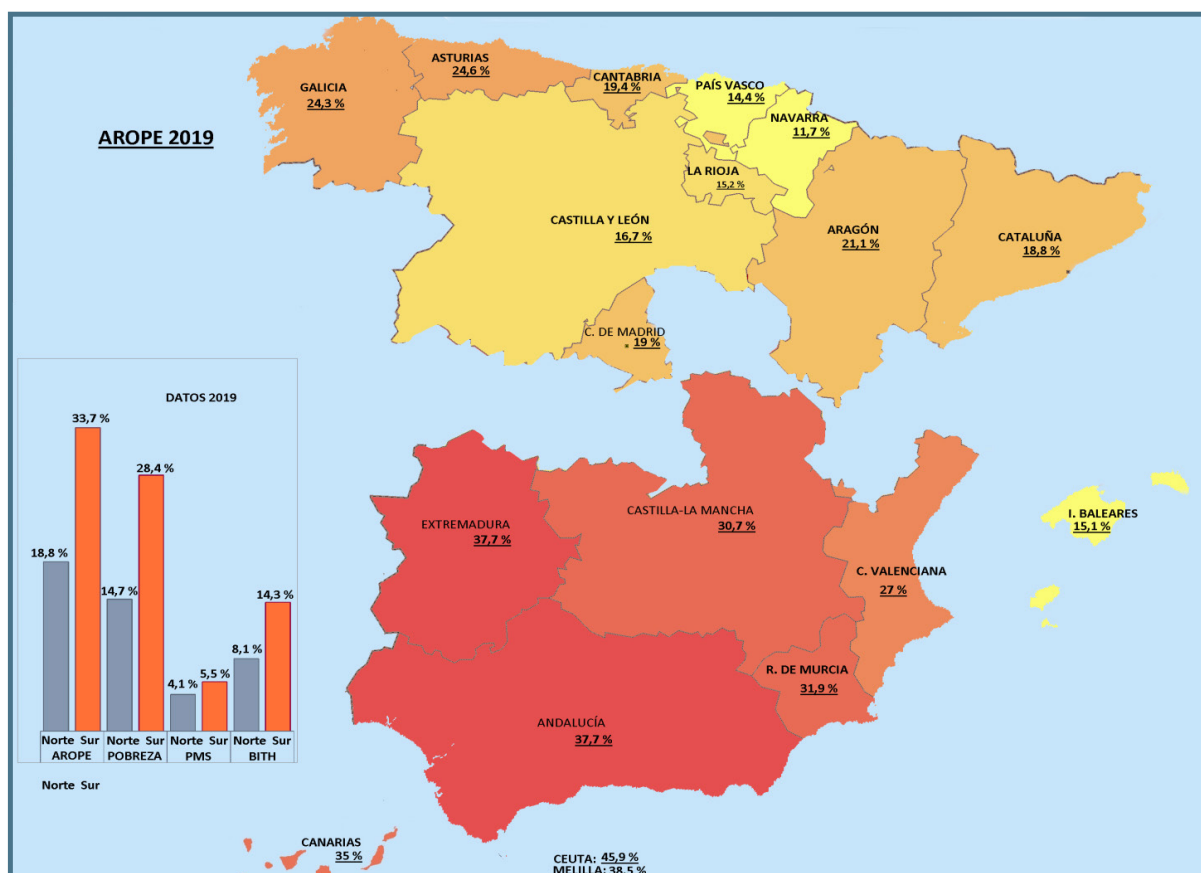 ASTURIAS
24,6 %
CANTABRIA
19,4 %
PAÍS VASCO
14,4 %
GALICIA
24,3 %
NAVARRA
11,7 %
AROPE 2019
LA RIOJA
15,2 %
CASTILLA Y LEÓN
16,7 %
ARAGÓN
21,1 %
CATALUÑA
18,8 %
C. DE MADRID
19 %
DATOS 2019
33,7 %
28,4 %
18,8 %
14,7 %
14,3 %
8,1 %
4,1 %
5,5 %
Norte Sur Norte Sur Norte Sur Norte Sur
AROPE POBREZA PMS BITH
Norte Sur
EXTREMADURA
37,7 %
CASTILLA-LA MANCHA
30,7 %
I. BALEARES
15,1 %
C. VALENCIANA
27 %
R. DE MURCIA
31,9 %
ANDALUCÍA
37,7 %
CANARIAS
35 %
CEUTA: 45,9 %
MELILLA: 38,5 %